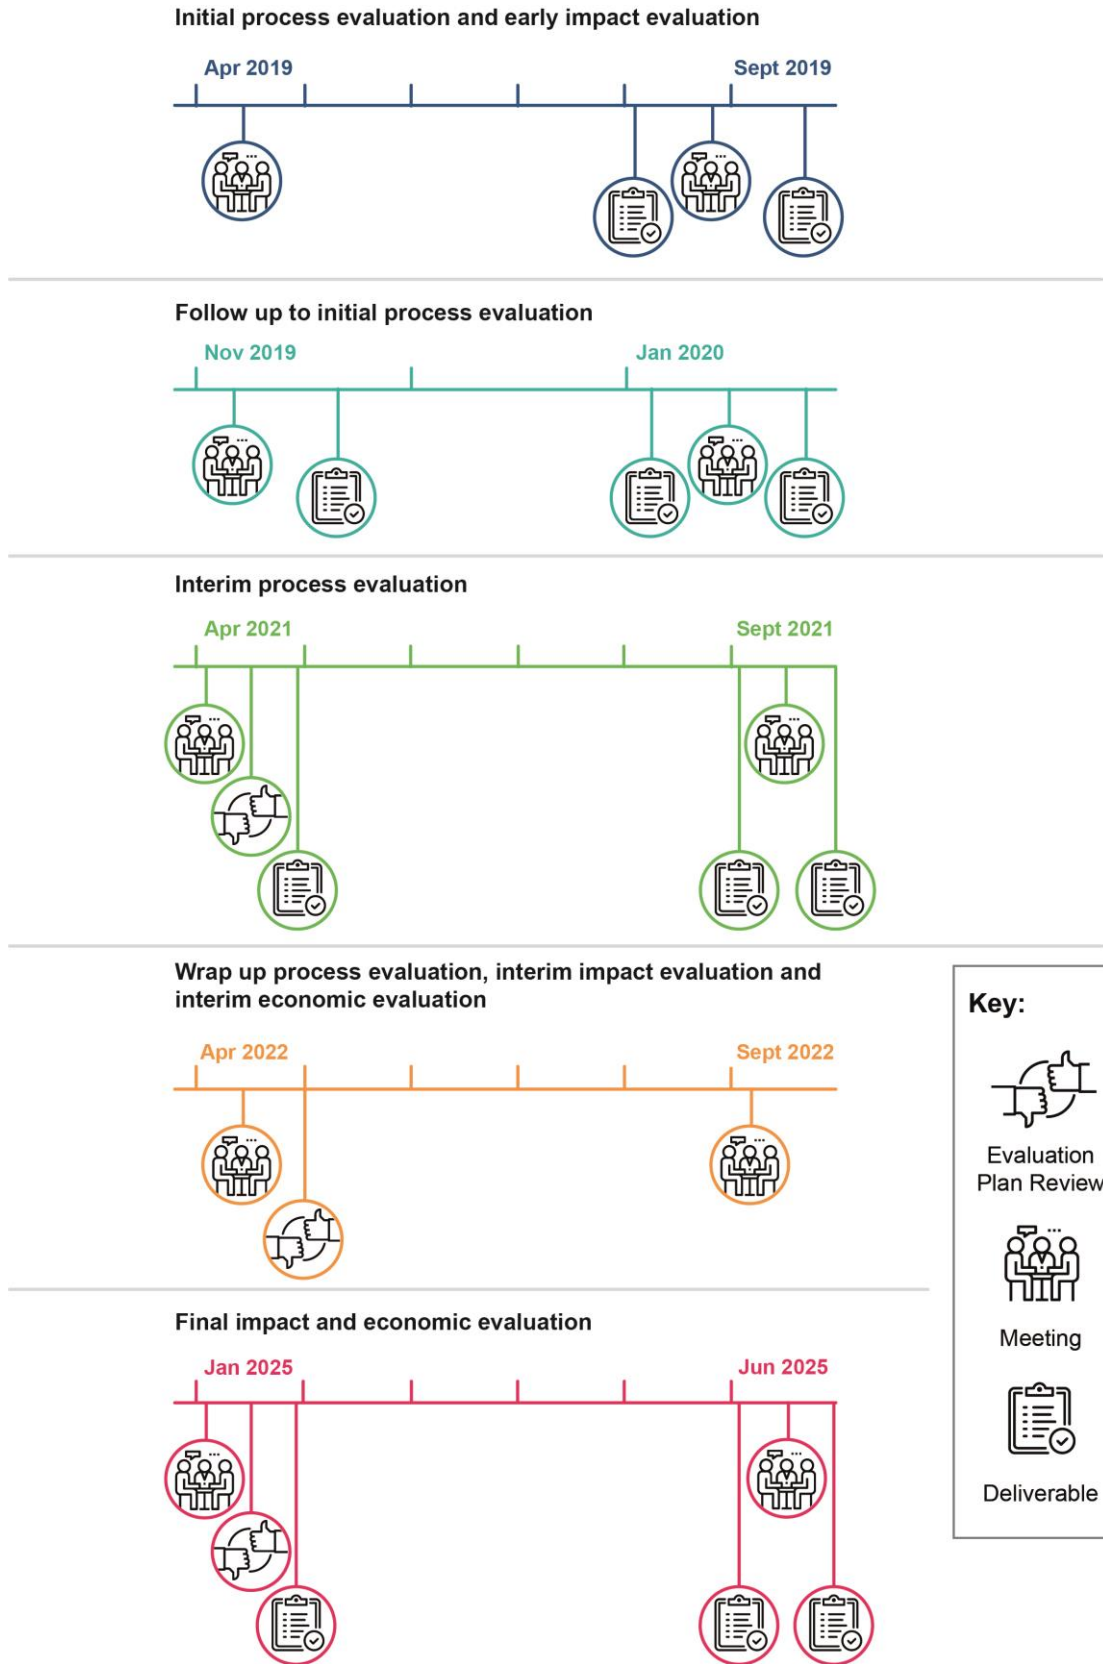 Initial process evaluation and early impact evaluation
Apr 2019
Sept 2019
Follow up to initial process evaluation
Nov 2019
Jan 2020
Interim process evaluation
Apr 2021
Sept 2021
Wrap up process evaluation, interim impact evaluation and
interim economic evaluation
Apr 2022
Sept 2022
Final impact and economic evaluation
Jan 2025
Jun 2025
Key:
Evaluation
Plan Review
Meeting
Deliverable